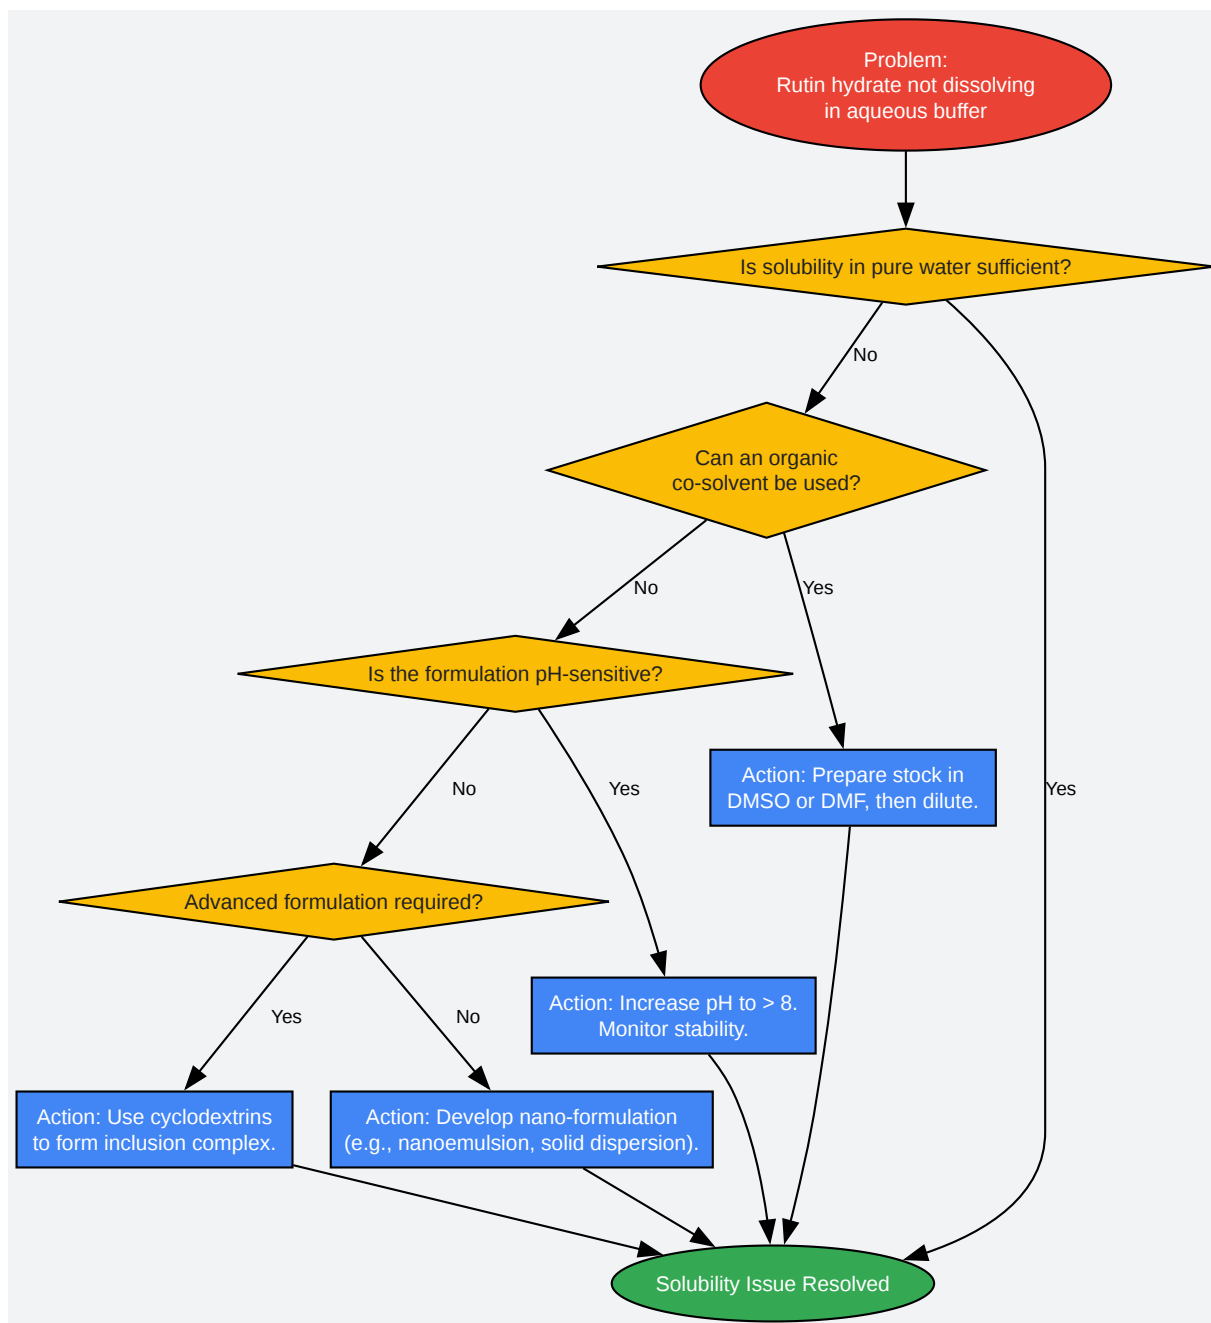 Problem:
Rutin hydrate not dissolving
in aqueous buffer
Is solubility in pure water sufficient?
No
Can an organic
co-solvent be used?
No
Yes
Is the formulation pH-sensitive?
Action: Prepare stock in
DMSO or DMF, then dilute.
No
Yes
Yes
Advanced formulation required?
Action: Increase pH to > 8.
Monitor stability.
Yes
No
Action: Use cyclodextrins
to form inclusion complex.
Action: Develop nano-formulation
(e.g., nanoemulsion, solid dispersion).
Solubility Issue Resolved